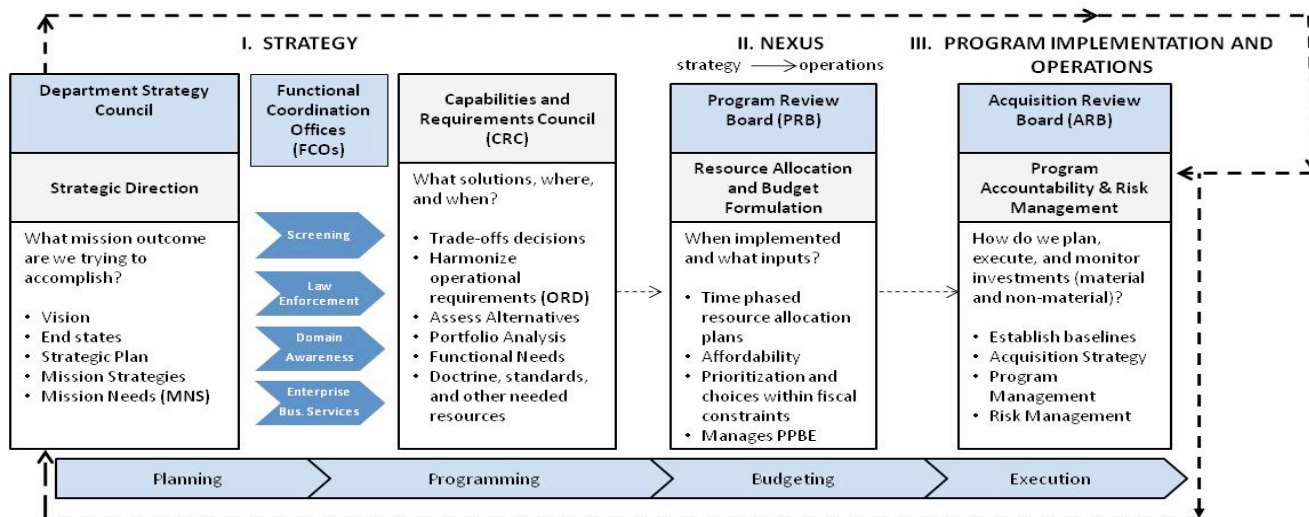 I. STRATEGY
II. NEXUS
strategy
operations
III. PROGRAM IMPLEMENTATION AND
OPERATIONS
Department Strategy
Council
Strategic Direction
What mission outcome
are we trying to
accomplish?
• Vision
• End states
• Strategic Plan
• Mission Strategies
• Mission Needs (MNS)
Functional
Coordination
Offices
(FCOs)
Screening
Law
Enforcement
Domain
Awareness
Enterprise
Bus. Services
Capabilities and
Requirements Council
(CRC)
What solutions, where,
and when?
• Trade-offs decisions
• Harmonize
operational
requirements (ORD)
• Assess Alternatives
• Portfolio Analysis
• Functional Needs
• Doctrine, standards,
and other needed
resources
Program Review
Board (PRB)
Resource Allocation
and Budget
Formulation
When implemented
and what inputs?
• Time phased
resource allocation
plans
• Affordability
• Prioritization and
choices within fiscal
constraints
• Manages PPBE
Acquisition Review
Board (ARB)
Program
Accountability & Risk
Management
How do we plan,
execute, and monitor
investments (material
and non-material)?
• Establish baselines
• Acquisition Strategy
• Program
Management
• Risk Management
Planning
Programming
Budgeting
Execution